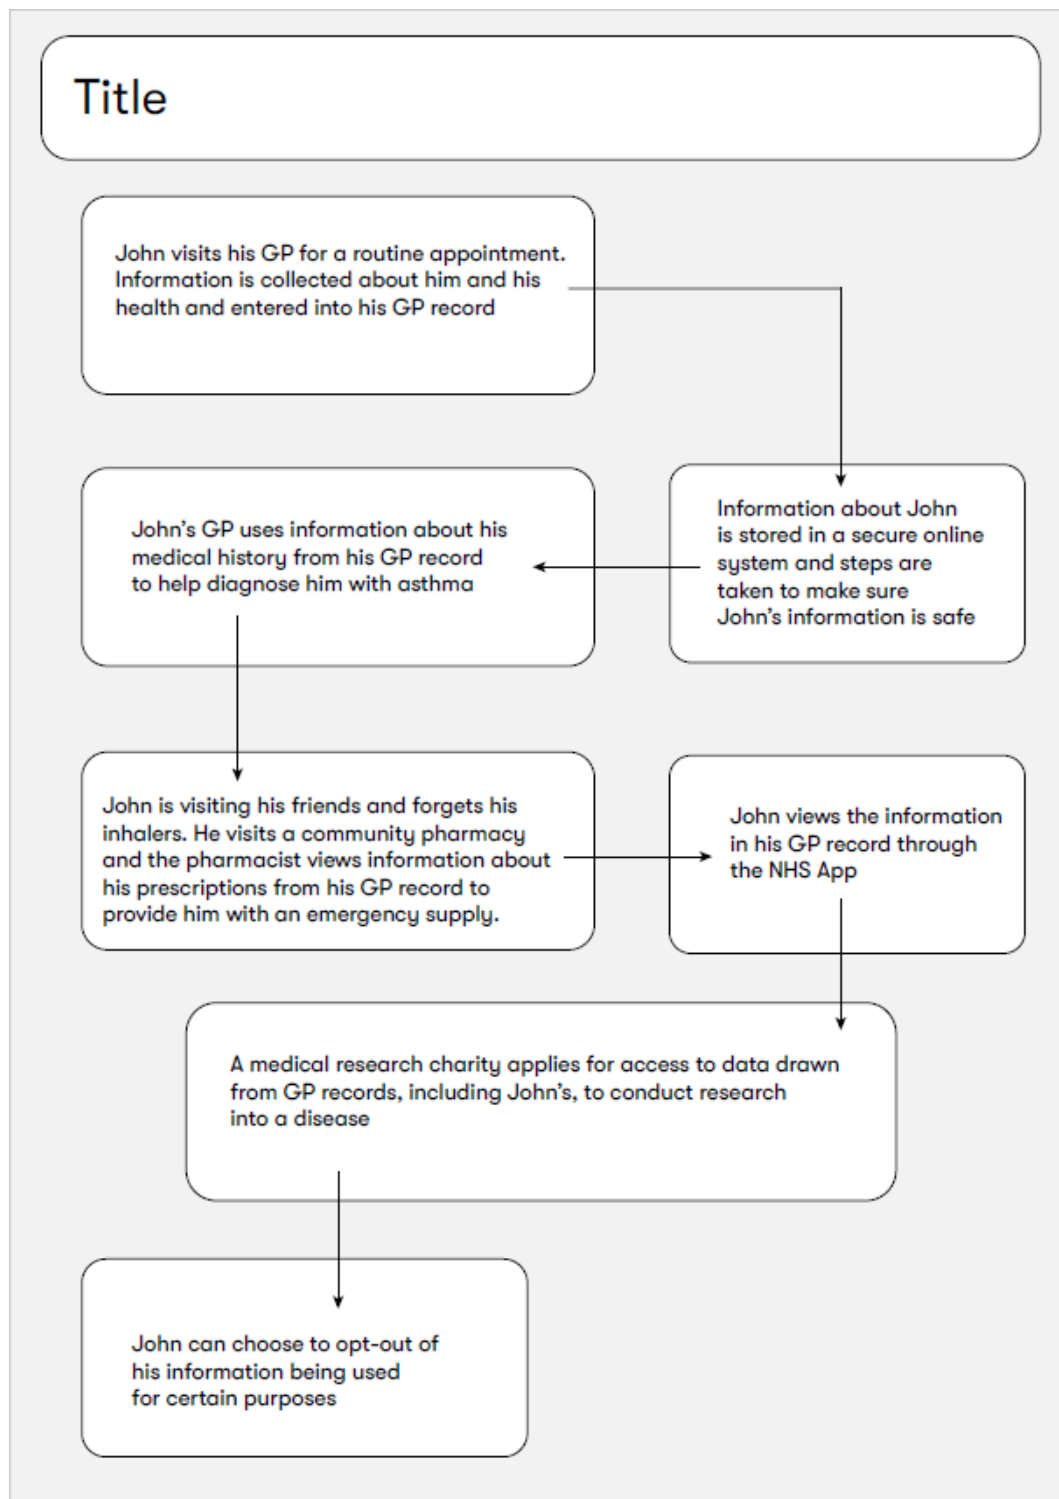 Title
John visits his GP for a routine appointment.
Information is collected about him and his
health and entered into his GP record
Information about John
is stored in a secure online
system and steps are
taken to make sure
John's information is safe
John's GP uses information about his
medical history from his GP record
to help diagnose him with asthma
John is visiting his friends and forgets his
inhalers. He visits a community pharmacy
and the pharmacist views information about
his prescriptions from his GP record to
provide him with an emergency supply.
John views the information
in his GP record through
the NHS App
A medical research charity applies for access to data drawn
from GP records, including John's, to conduct research
into a disease
John can choose to opt-out of
his information being used
for certain purposes